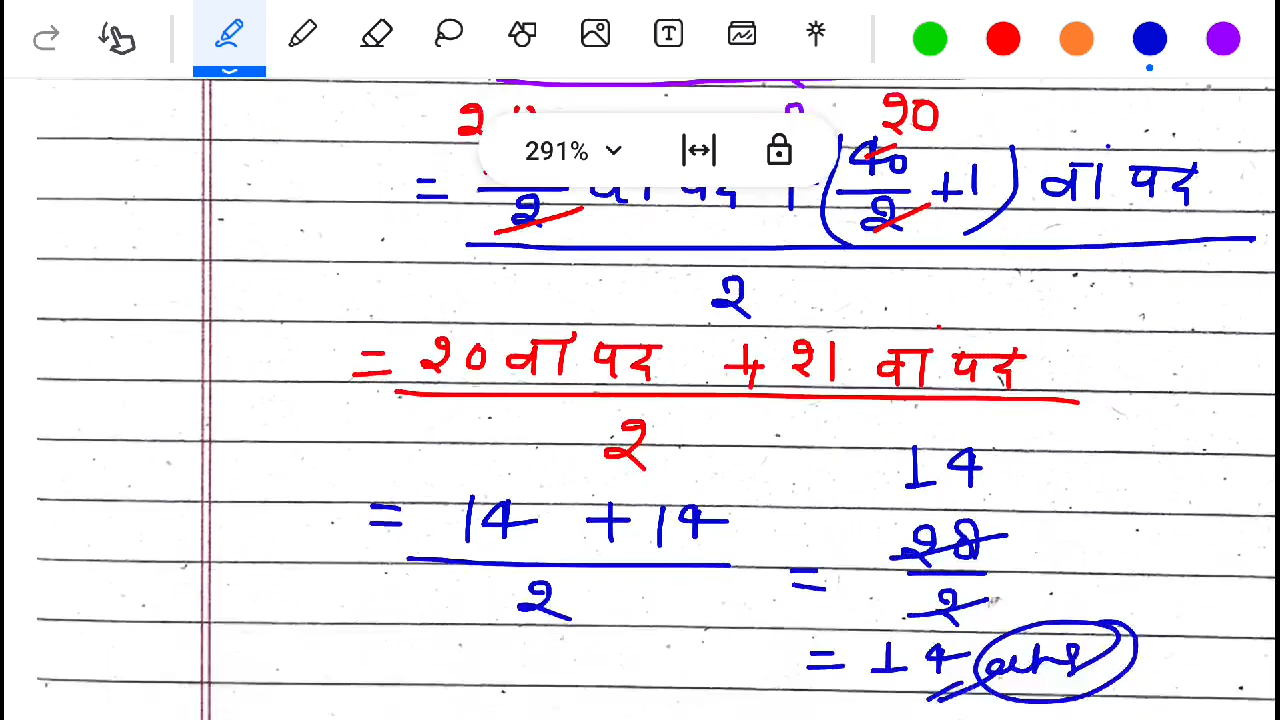 291%
20
= 2 वा पद + (40/2 + 1) वा पद
2
= 20 वा पद + 21 वा पद
2
14
= 14 + 14 = 28
2 2
= 14 ans